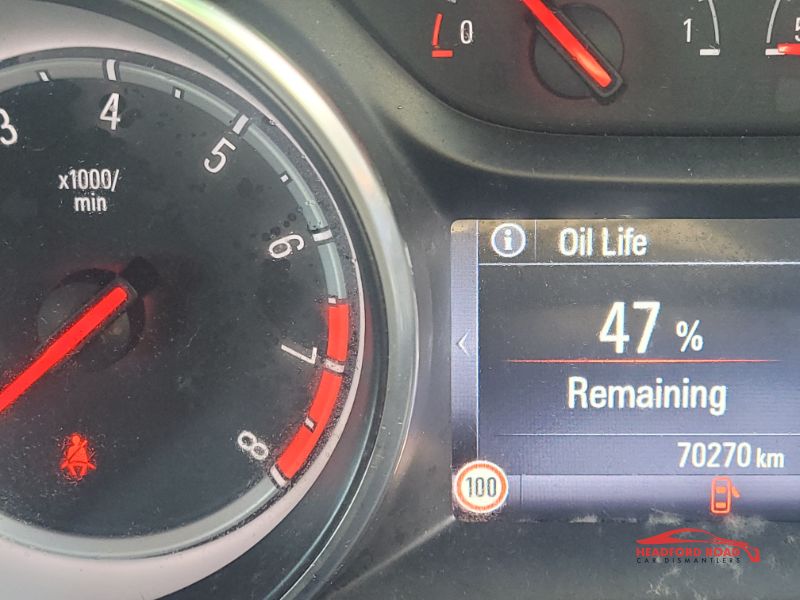 0
1
5
3
4
5
6
7
8
x1000/
min
Oil Life
47 %
Remaining
70270 km
100
HEADFORD ROAD
CAR DISMANTLERS